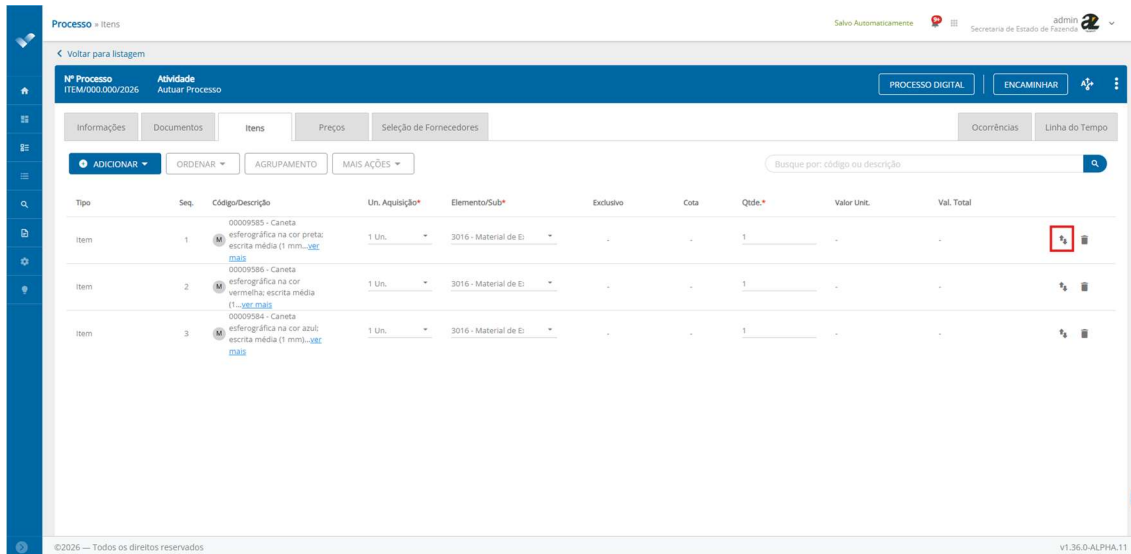 Processo » Itens
Salvo Automaticamente
9+
admin
Secretaria de Estado de Fazenda
Voltar para listagem
Nº Processo
ITEM/000.000/2026
Atividade
Autuar Processo
PROCESSO DIGITAL
ENCAMINHAR
Informações
Documentos
Itens
Preços
Seleção de Fornecedores
Ocorrências
Linha do Tempo
ADICIONAR
ORDENAR
AGRUPAMENTO
MAIS AÇÕES
Busque por: código ou descrição
Tipo Seq. Código/Descrição Un. Aquisição* Elemento/Sub* Exclusivo Cota Qtde.* Valor Unit. Val. Total
00009585 - Caneta
esferográfica na cor preta;
escrita média (1 mm...ver
mais
Item 1 M 1 Un. 3016 - Material de E: - - 1 - -
00009586 - Caneta
esferográfica na cor
vermelha; escrita média
(1...ver mais
Item 2 M 1 Un. 3016 - Material de E: - - 1 - -
00009584 - Caneta
esferográfica na cor azul;
escrita média (1 mm)...ver
mais
Item 3 M 1 Un. 3016 - Material de E: - - 1 - -
©2026 — Todos os direitos reservados
v1.36.0-ALPHA.11